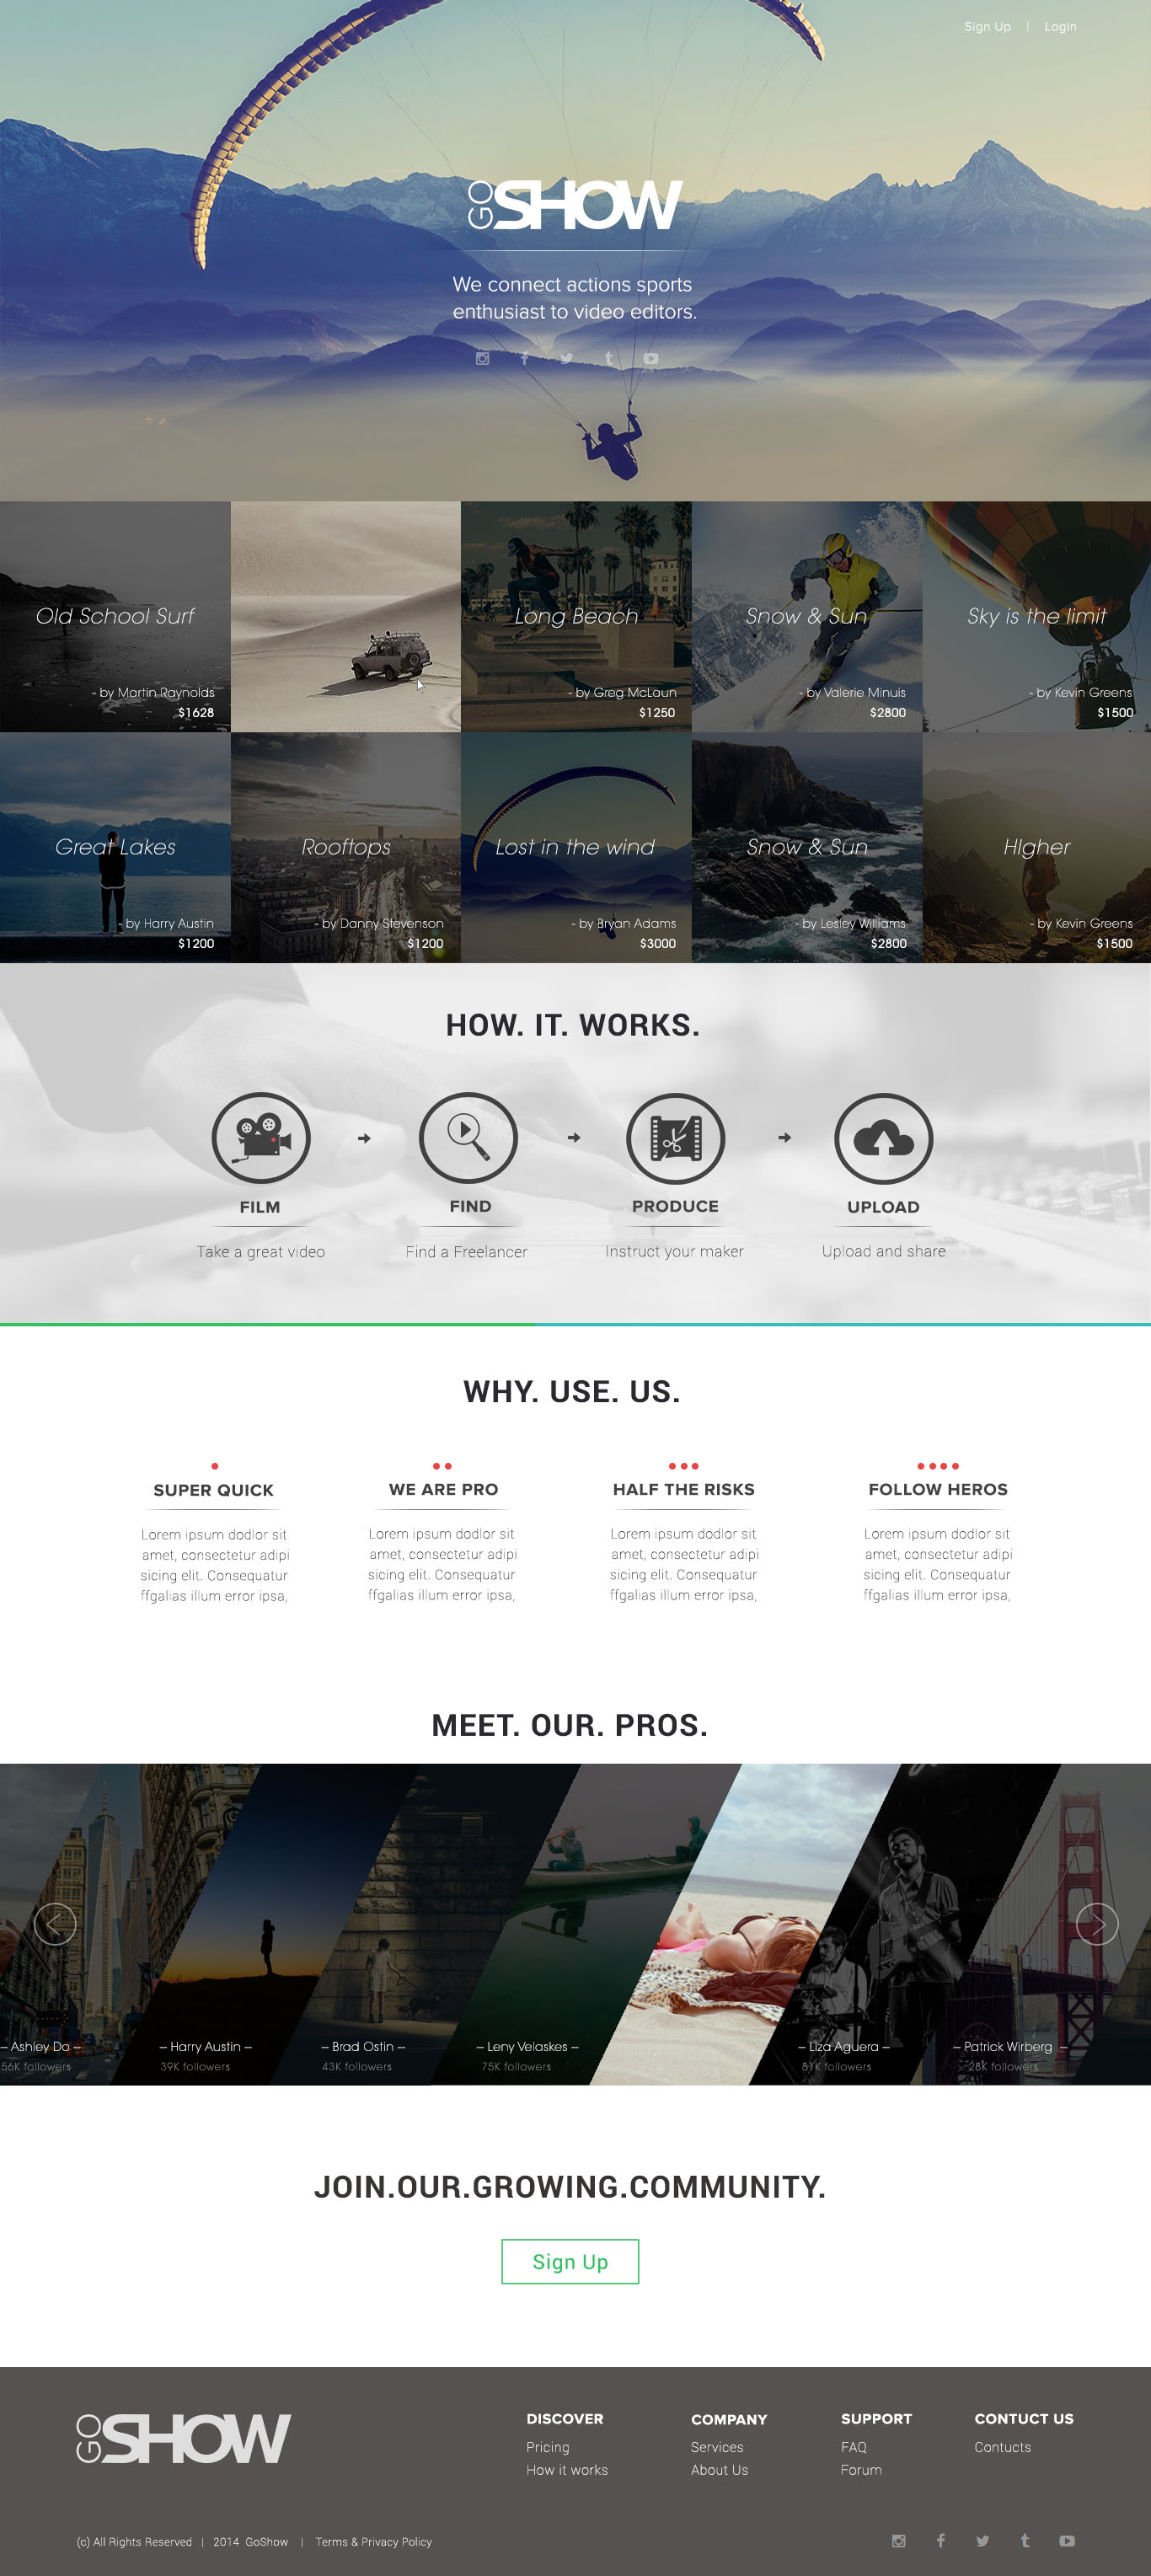 Sign Up | Login
GO SHOW
We connect actions sports
enthusiast to video editors.
Old School Surf
- by Martin Raynolds
$1628
Long Beach
- by Greg McLaun
$1250
Snow & Sun
- by Valerie Minuis
$2800
Sky is the limit
- by Kevin Greens
$1500
Great Lakes
- by Harry Austin
$1200
Rooftops
- by Danny Stevenson
$1200
Lost in the wind
- by Bryan Adams
$3000
Snow & Sun
- by Lesley Williams
$2800
HIgher
- by Kevin Greens
$1500
HOW. IT. WORKS.
FILM
Take a great video
FIND
Find a Freelancer
PRODUCE
Instruct your maker
UPLOAD
Upload and share
WHY. USE. US.
SUPER QUICK
Lorem ipsum dodlor sit
amet, consectetur adipi
sicing elit. Consequatur
ffgalias illum error ipsa,
WE ARE PRO
Lorem ipsum dodlor sit
amet, consectetur adipi
sicing elit. Consequatur
ffgalias illum error ipsa,
HALF THE RISKS
Lorem ipsum dodlor sit
amet, consectetur adipi
sicing elit. Consequatur
ffgalias illum error ipsa,
FOLLOW HEROS
Lorem ipsum dodlor sit
amet, consectetur adipi
sicing elit. Consequatur
ffgalias illum error ipsa,
MEET. OUR. PROS.
– Ashley Do –
56K followers
– Harry Austin –
39K followers
– Brad Ostin –
43K followers
– Leny Velaskes –
75K followers
– Liza Aguera –
81K followers
– Patrick Wirberg –
28K followers
JOIN.OUR.GROWING.COMMUNITY.
Sign Up
GO SHOW
DISCOVER
Pricing
How it works
COMPANY
Services
About Us
SUPPORT
FAQ
Forum
CONTUCT US
Contucts
(c) All Rights Reserved | 2014 GoShow | Terms & Privacy Policy